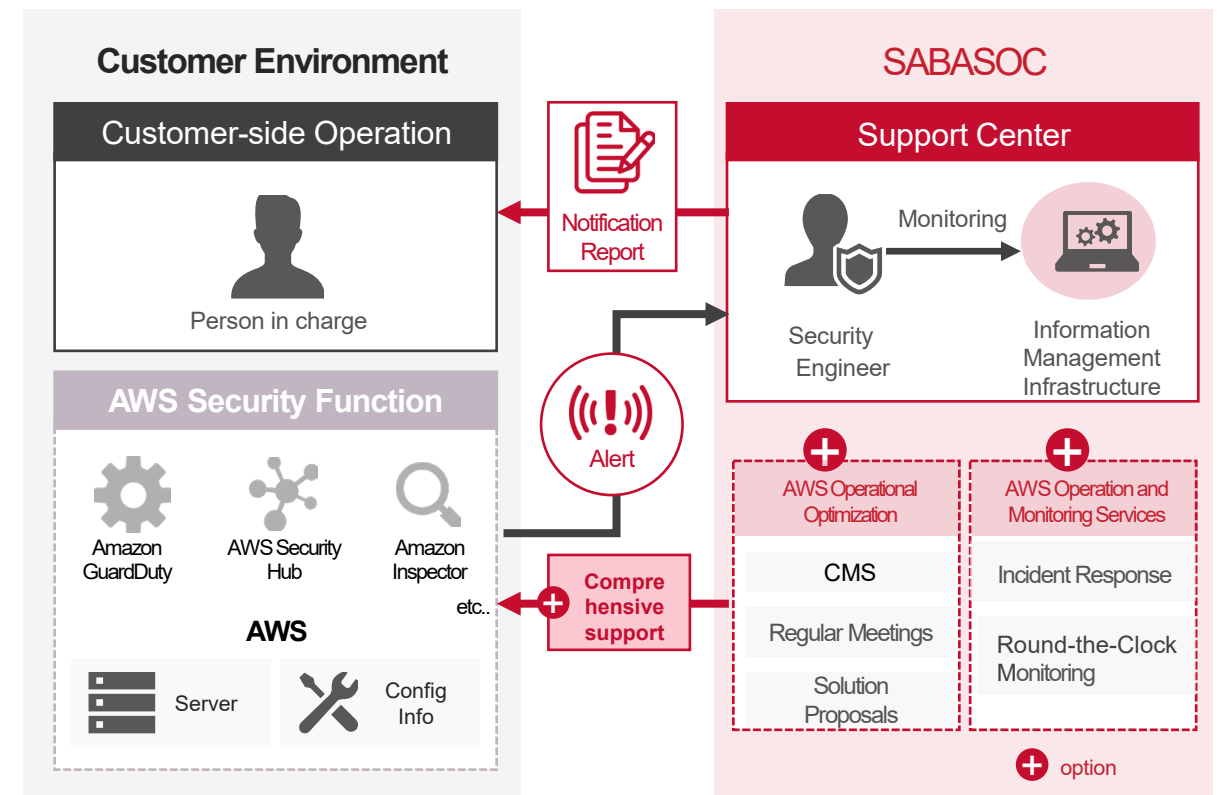 Customer Environment
Customer-side Operation
Person in charge
AWS Security Function
Amazon
GuardDuty
AWS Security
Hub
Amazon
Inspector
etc..
AWS
Server
Config
Info
Notification
Report
Alert
Compre
hensive
support
SABASOC
Support Center
Monitoring
Security
Engineer
Information
Management
Infrastructure
AWS Operational
Optimization
CMS
Regular Meetings
Solution
Proposals
AWS Operation and
Monitoring Services
Incident Response
Round-the-Clock
Monitoring
option